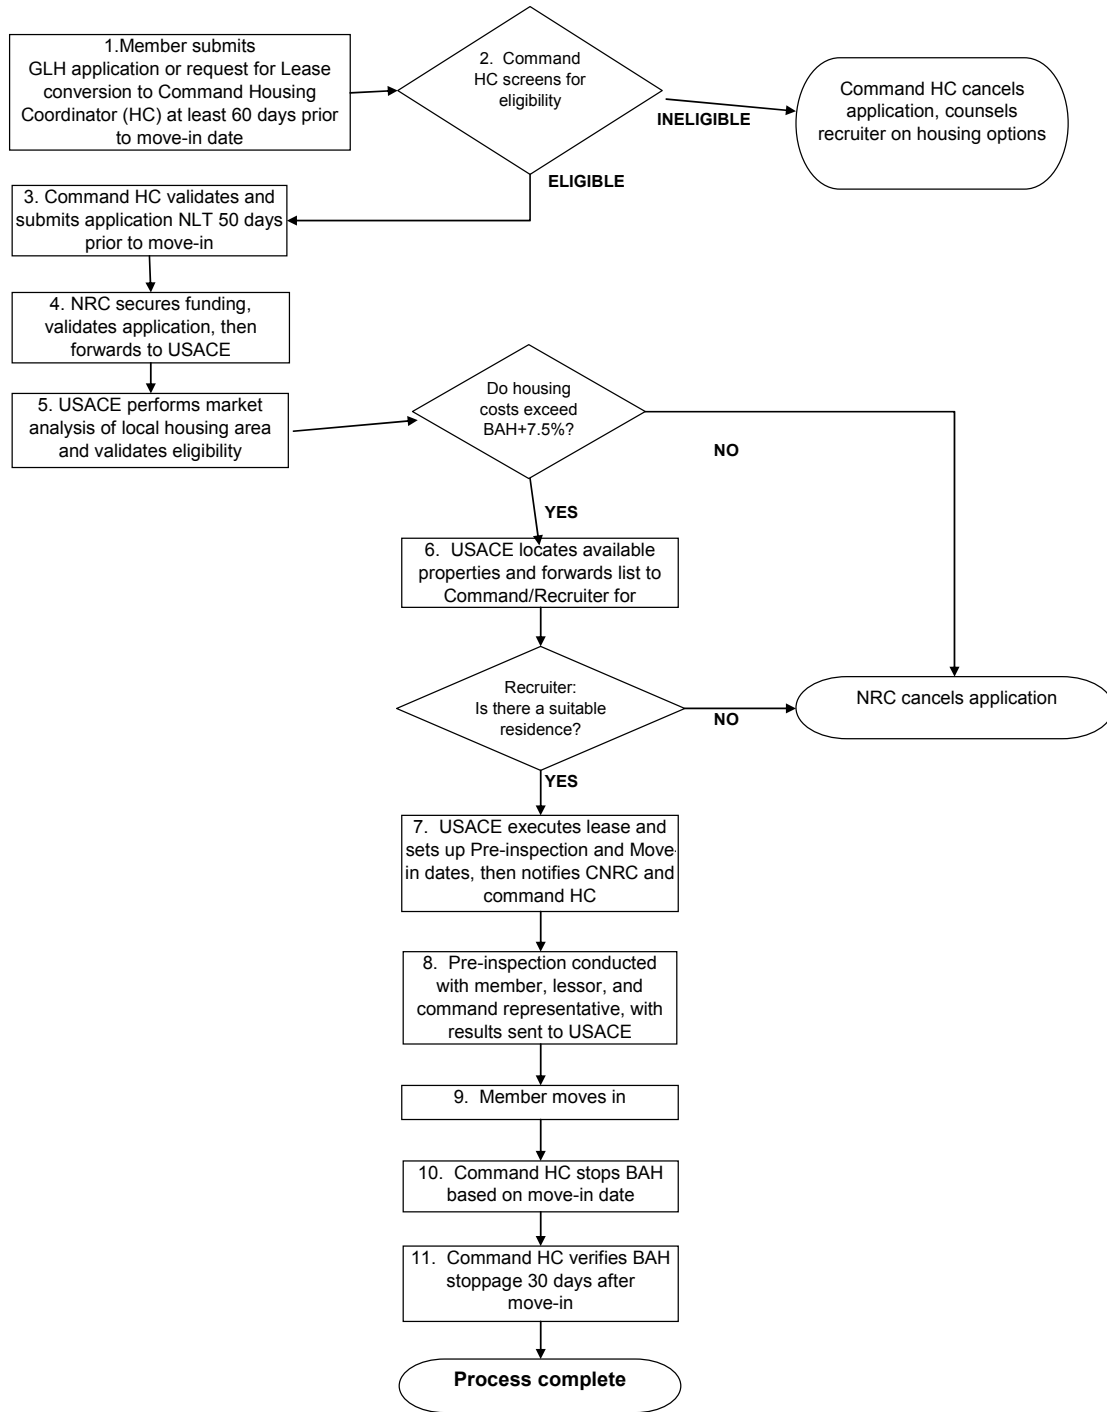 1.Member submits
GLH application or request for Lease
conversion to Command Housing
Coordinator (HC) at least 60 days prior
to move-in date
2. Command
HC screens for
eligibility
INELIGIBLE
Command HC cancels
application, counsels
recruiter on housing options
ELIGIBLE
3. Command HC validates and
submits application NLT 50 days
prior to move-in
4. NRC secures funding,
validates application, then
forwards to USACE
5. USACE performs market
analysis of local housing area
and validates eligibility
Do housing
costs exceed
BAH+7.5%?
NO
YES
6. USACE locates available
properties and forwards list to
Command/Recruiter for
Recruiter:
Is there a suitable
residence?
NO
NRC cancels application
YES
7. USACE executes lease and
sets up Pre-inspection and Move-
in dates, then notifies CNRC and
command HC
8. Pre-inspection conducted
with member, lessor, and
command representative, with
results sent to USACE
9. Member moves in
10. Command HC stops BAH
based on move-in date
11. Command HC verifies BAH
stoppage 30 days after
move-in
Process complete